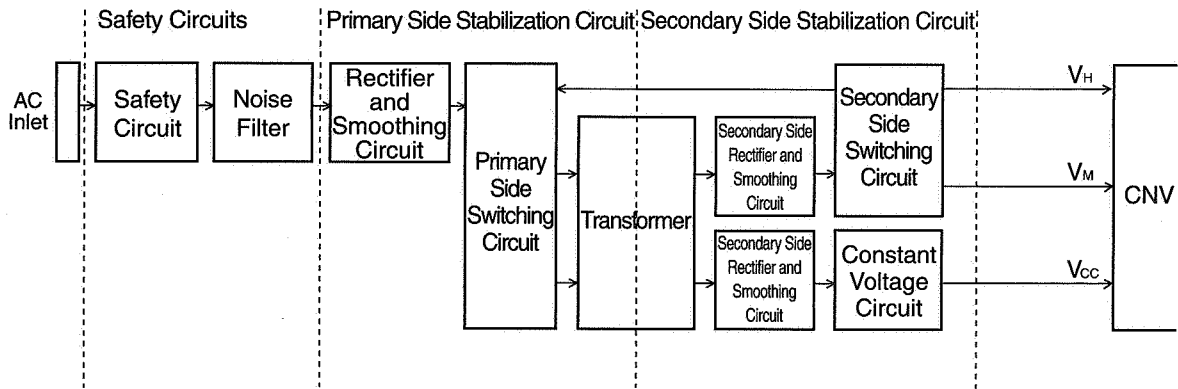 Safety Circuits
Primary Side Stabilization Circuit
Secondary Side Stabilization Circuit
AC
Inlet
Safety
Circuit
Noise
Filter
Rectifier
and
Smoothing
Circuit
Primary
Side
Switching
Circuit
Transformer
Secondary Side
Rectifier and
Smoothing
Circuit
Secondary Side
Rectifier and
Smoothing
Circuit
Secondary
Side
Switching
Circuit
Constant
Voltage
Circuit
VH
VM
VCC
CNV